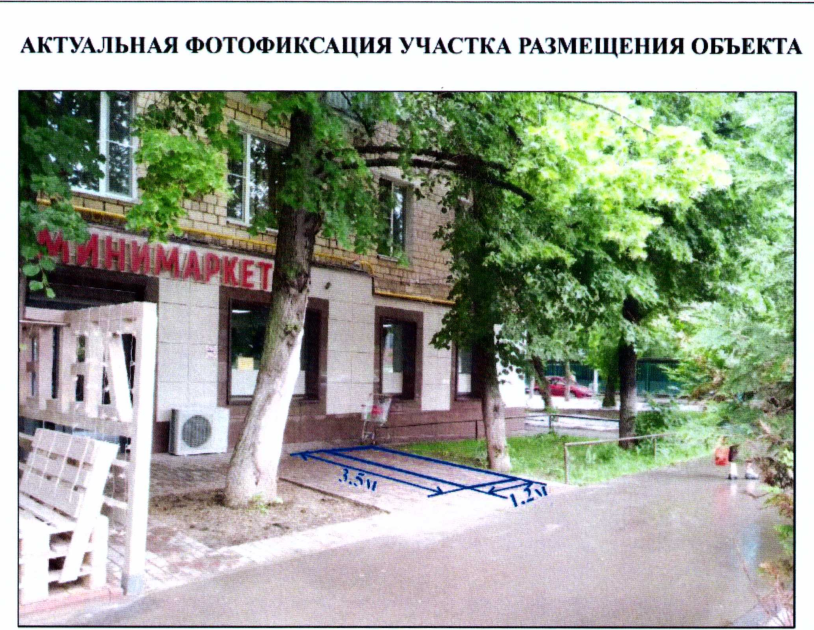 АКТУАЛЬНАЯ ФОТОФИКСАЦИЯ УЧАСТКА РАЗМЕЩЕНИЯ ОБЪЕКТА
МИНИМАРКЕТ
3.5м
1.2м